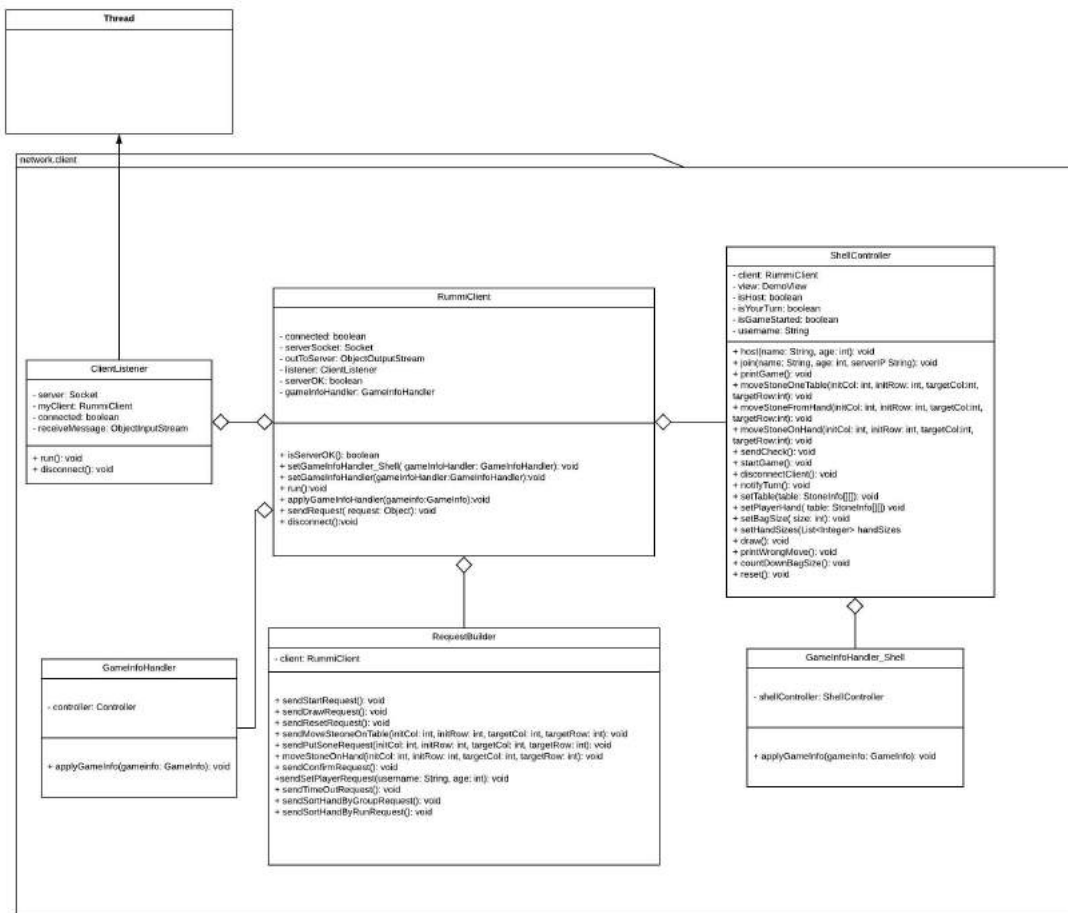 Thread
network.client
ShellController
- client: RummiClient
- view: DemoView
- isHost: boolean
- isYourTurn: boolean
- isGameStarted: boolean
- username: String
+ host(name: String, age: int): void
+ join(name: String, age: int, serverIP String): void
+ printGame(): void
+ moveStoneOneTable(initCol: int, initRow: int, targetCol:int,
targetRow:int): void
+ moveStoneFromHand(initCol: int, initRow: int, targetCol:int,
targetRow:int): void
+ moveStoneOnHand(initCol: int, initRow: int, targetCol:int,
targetRow:int): void
+ sendCheck(): void
+ startGame(): void
+ disconnectClient(): void
+ notifyTurn(): void
+ setTable(table: StoneInfo[][]): void
+ setPlayerHand( table: StoneInfo[][]) void
+ setBagSize( size: int): void
+ setHandSizes(List<Integer> handSizes
+ draw(): void
+ printWrongMove(): void
+ countDownBagSize(): void
+ reset(): void
RummiClient
- connected: boolean
- serverSocket: Socket
- outToServer: ObjectOutputStream
- listener: ClientListener
- serverOK: boolean
- gameInfoHandler: GameInfoHandler
+ isServerOK(): boolean
+ setGameInfoHandler_Shell( gameInfoHandler: GameInfoHandler): void
+ setGameInfoHandler(gameInfoHandler:GameInfoHandler):void
+ run():void
+ applyGameInfoHandler(gameinfo:GameInfo):void
+ sendRequest( request: Object): void
+ disconnect():void
ClientListener
- server: Socket
- myClient: RummiClient
- connected: boolean
- receiveMessage: ObjectInputStream
+ run(): void
+ disconnect(): void
RequestBuilder
- client: RummiClient
+ sendStartRequest(): void
+ sendDrawRequest(): void
+ sendResetRequest(): void
+ sendMoveSteoneOnTable(initCol: int, initRow: int, targetCol: int, targetRow: int): void
+ sendPutSoneRequest(initCol: int, initRow: int, targetCol: int, targetRow: int): void
+ moveStoneOnHand(initCol: int, initRow: int, targetCol: int, targetRow: int): void
+ sendConfirmRequest(): void
+sendSetPlayerRequest(username: String, age: int): void
+ sendTimeOutRequest(): void
+ sendSortHandByGroupRequest(): void
+ sendSortHandByRunRequest(): void
GameInfoHandler
- controller: Controller
+ applyGameInfo(gameinfo: GameInfo): void
GameInfoHandler_Shell
- shellController: ShellController
+ applyGameInfo(gameinfo: GameInfo): void